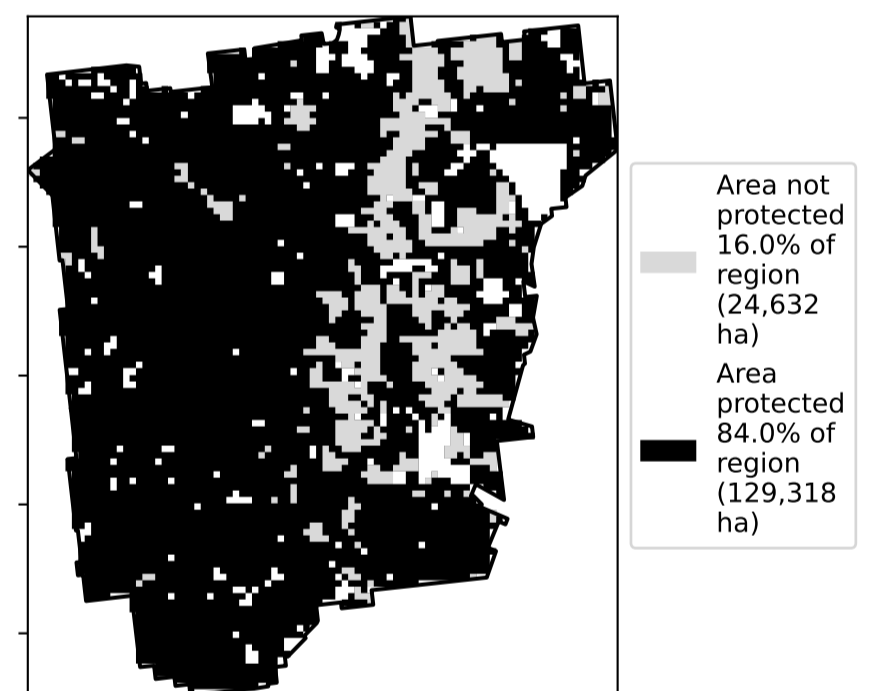 Area not
protected
16.0% of
region
(24,632
ha)
Area
protected
84.0% of
region
(129,318
ha)